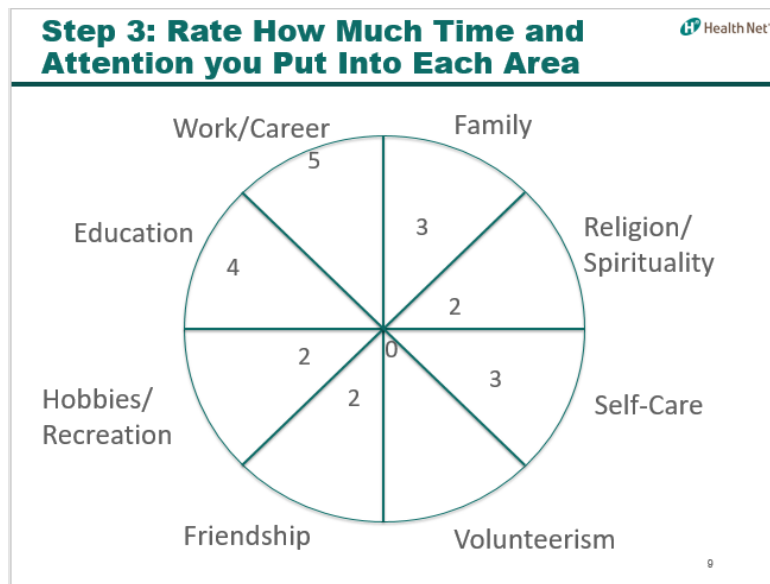 Step 3: Rate How Much Time and
Attention you Put Into Each Area
Health Net
Work/Career
Family
5
Education
3
Religion/
Spirituality
4
2
0
2
3
2
Hobbies/
Recreation
Self-Care
Friendship
Volunteerism
9